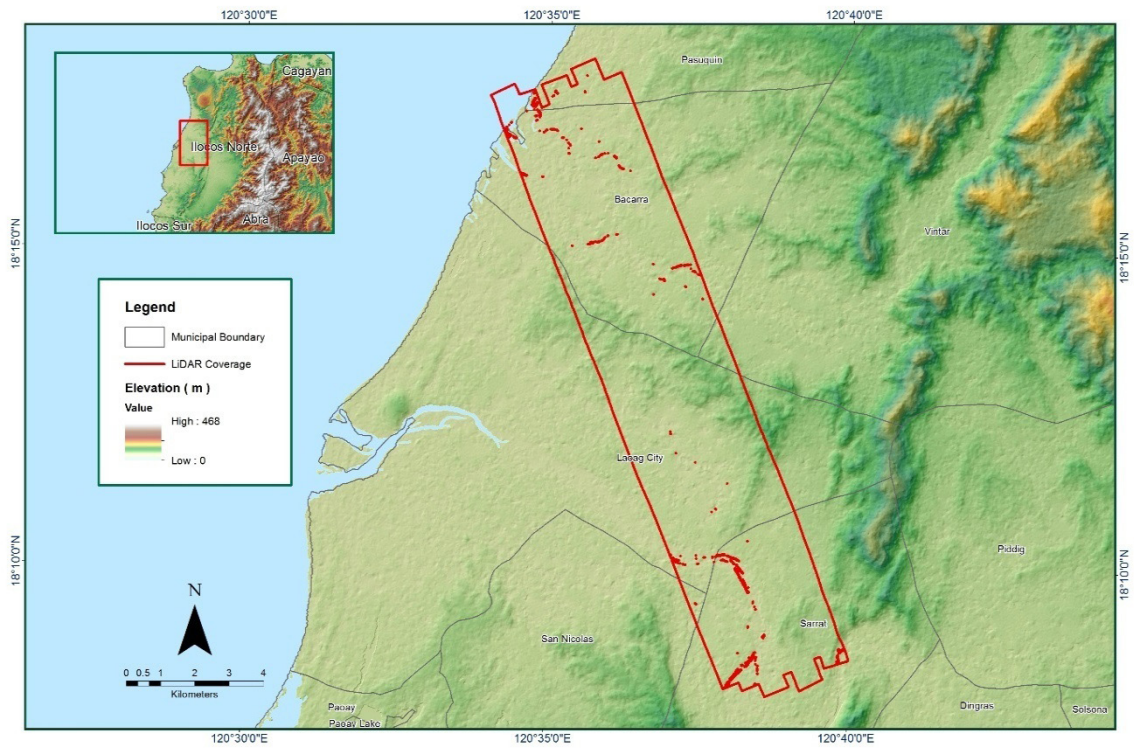 120°30'0"E
120°35'0"E
120°40'0"E
Cagayan
Ilocos Norte
Apayao
Abra
Ilocos Sur
Pasuquin
Bacarra
Vintar
18°15'0"N
18°15'0"N
Legend
Municipal Boundary
LiDAR Coverage
Elevation ( m )
Value
High : 468
Low : 0
Laoag City
18°10'0"N
18°10'0"N
Piddig
N
San Nicolas
Sarrat
0 0.5 1 2 3 4
Kilometers
Paoay
Paoay Lake
Dingras
Solsona
120°30'0"E
120°35'0"E
120°40'0"E